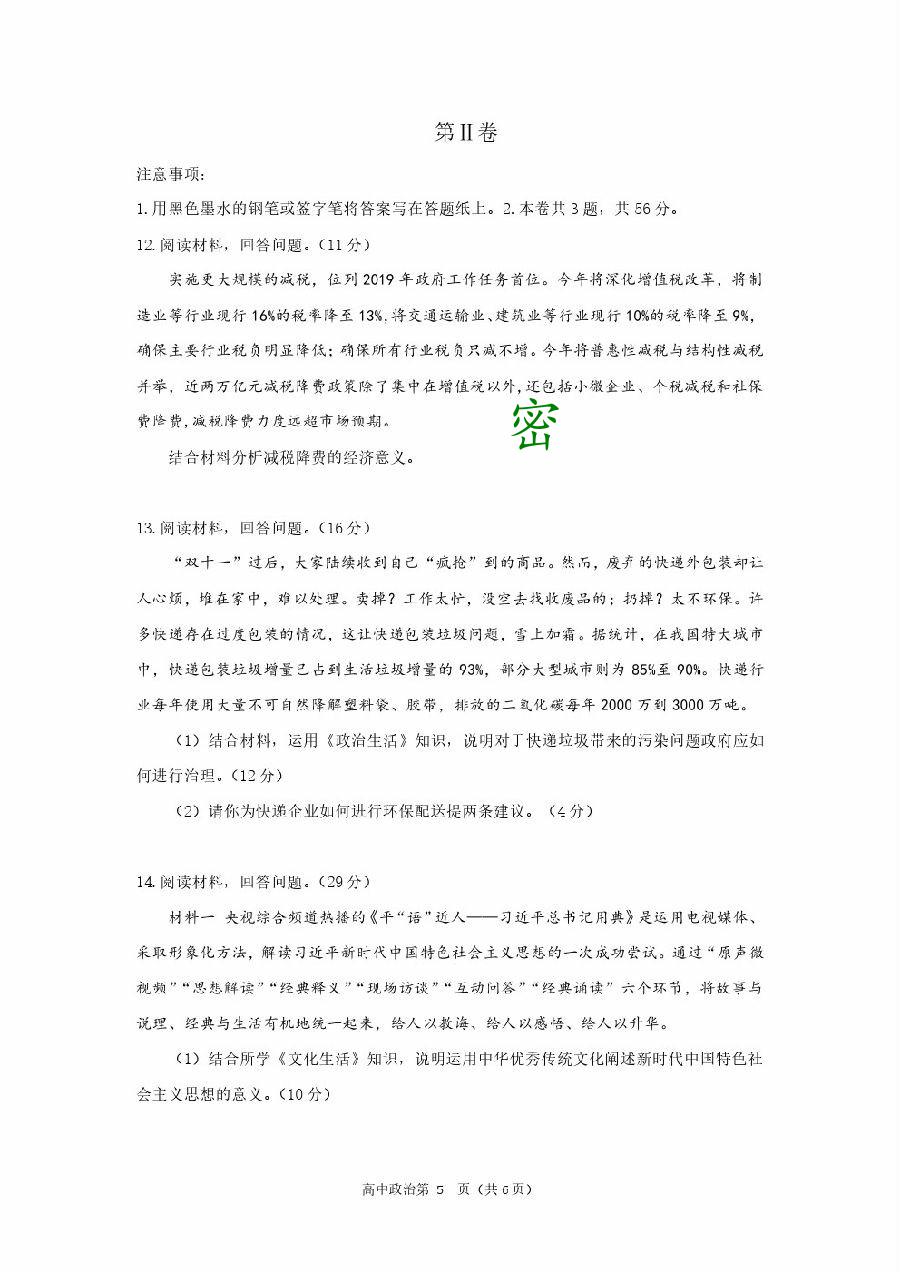 第Ⅱ卷
注意事项:
1.用黑色墨水的钢笔或签字笔将答案写在答题纸上。2.本卷共3题，共56分。
12.阅读材料，回答问题。(11分)
实施更大规模的减税，位列2019年政府工作任务首位。今年将深化增值税改革，将制
造业等行业现行16%的税率降至13%,将交通运输业、建筑业等行业现行10%的税率降至9%,
确保主要行业税负明显降低；确保所有行业税负只减不增。今年将普惠性减税与结构性减税
并举，近两万亿元减税降费政策除了集中在增值税以外,还包括小微企业、个税减税和社保
费降费,减税降费力度远超市场预期。
密
结合材料分析减税降费的经济意义。
13.阅读材料，回答问题。(16分)
“双十一”过后，大家陆续收到自己“疯抢”到的商品。然而，废弃的快递外包装却让
人心烦，堆在家中，难以处理。卖掉？工作太忙，没空去找收废品的；扔掉？太不环保。许
多快递存在过度包装的情况，这让快递包装垃圾问题，雪上加霜。据统计，在我国特大城市
中，快递包装垃圾增量已占到生活垃圾增量的93%，部分大型城市则为85%至90%。快递行
业每年使用大量不可自然降解塑料袋、胶带，排放的二氧化碳每年2000万到3000万吨。
（1）结合材料，运用《政治生活》知识，说明对于快递垃圾带来的污染问题政府应如
何进行治理。(12分)
（2）请你为快递企业如何进行环保配送提两条建议。（4分）
14.阅读材料，回答问题。(29分)
材料一 央视综合频道热播的《平“语”近人——习近平总书记用典》是运用电视媒体、
采取形象化方法，解读习近平新时代中国特色社会主义思想的一次成功尝试。通过“原声微
视频”“思想解读”“经典释义”“现场访谈”“互动问答”“经典诵读”六个环节，将故事与
说理、经典与生活有机地统一起来，给人以教诲、给人以感悟、给人以升华。
（1）结合所学《文化生活》知识，说明运用中华优秀传统文化阐述新时代中国特色社
会主义思想的意义。(10分)
高中政治第 5 页（共6页）